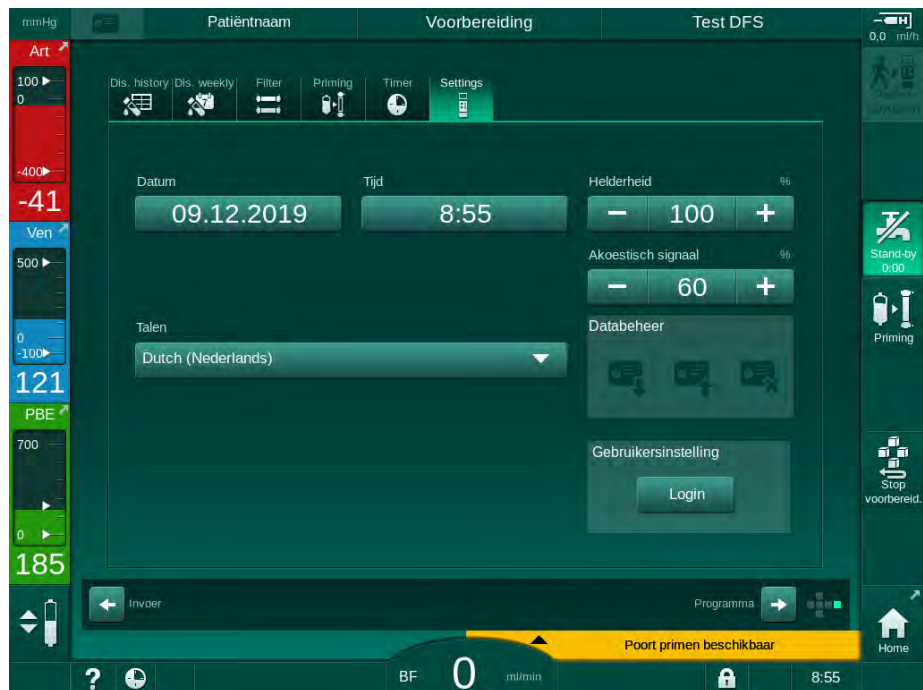 mmHg
Patiëntnaam
Voorbereiding
Test DFS
0,0 ml/h
Art
100
0
-400
-41
Ven
500
0
-100
121
PBE
700
0
185
Dis. history
Dis. weekly
Filter
Priming
Timer
Settings
Datum
Tijd
Helderheid %
09.12.2019
8:55
− 100 +
Akoestisch signaal %
− 60 +
Talen
Dutch (Nederlands)
Databeheer
Gebruikersinstelling
Login
Stand-by
0:00
Priming
Stop
voorbereid.
Invoer
Programma
Home
Poort primen beschikbaar
?
BF 0 ml/min
8:55